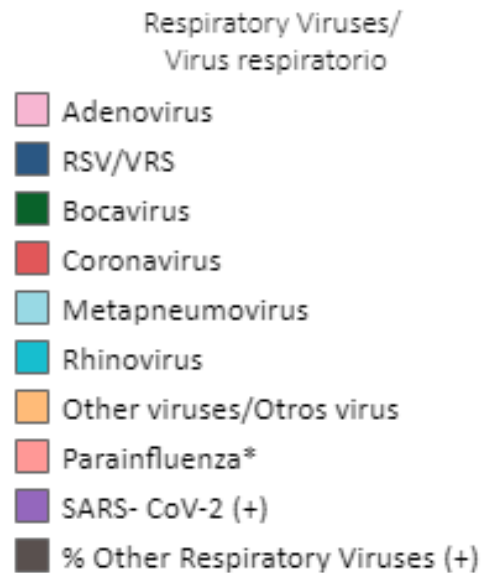 Respiratory Viruses/
Virus respiratorio
Adenovirus
RSV/VRS
Bocavirus
Coronavirus
Metapneumovirus
Rhinovirus
Other viruses/Otros virus
Parainfluenza*
SARS- CoV-2 (+)
% Other Respiratory Viruses (+)